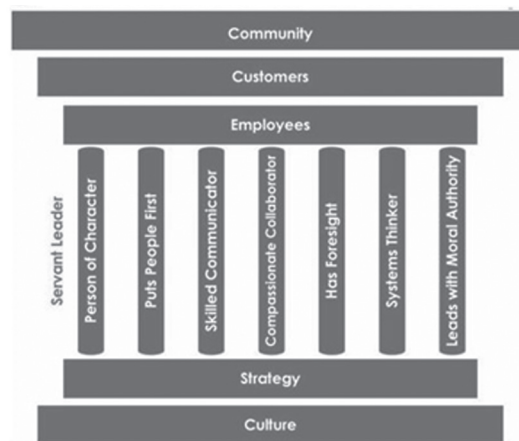 Community
Customers
Employees
Servant Leader
Person of Character
Puts People First
Skilled Communicator
Compassionate Collaborator
Has Foresight
Systems Thinker
Leads with Moral Authority
Strategy
Culture